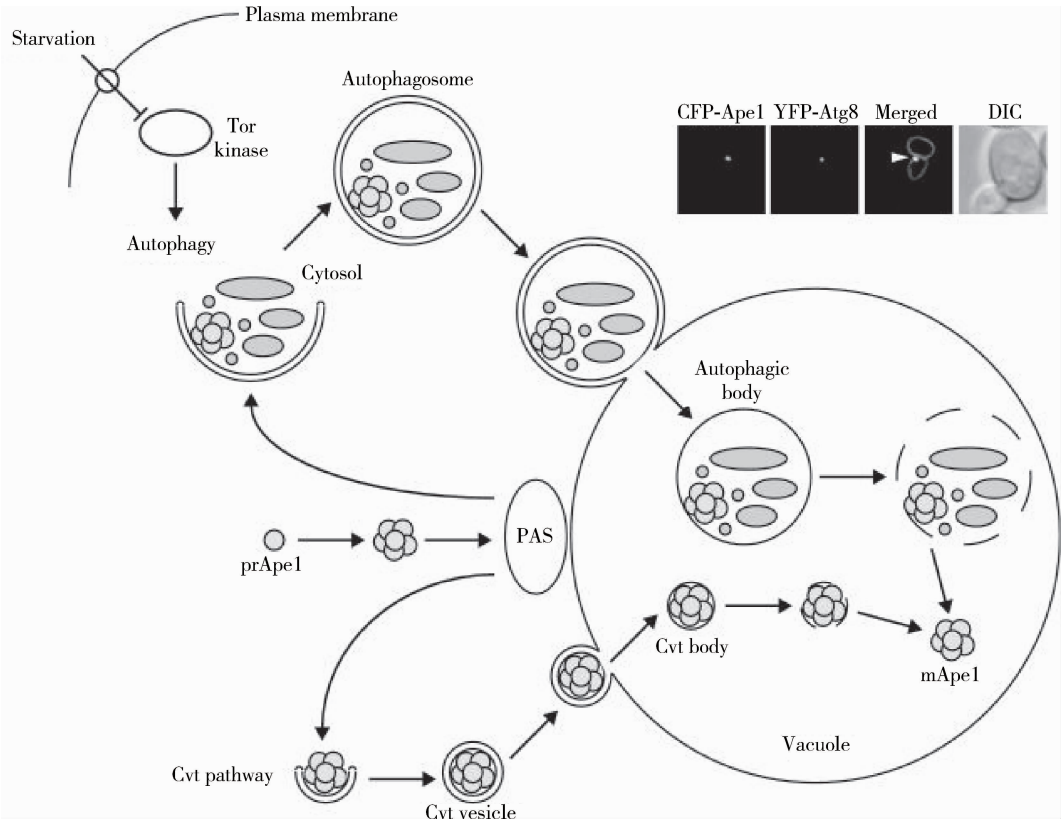 Plasma membrane
Starvation
Tor
kinase
Autophagy
Autophagosome
Cytosol
CFP-Ape1
YFP-Atg8
Merged
DIC
Autophagic
body
PAS
prApe1
Cvt body
mApe1
Vacuole
Cvt pathway
Cvt vesicle